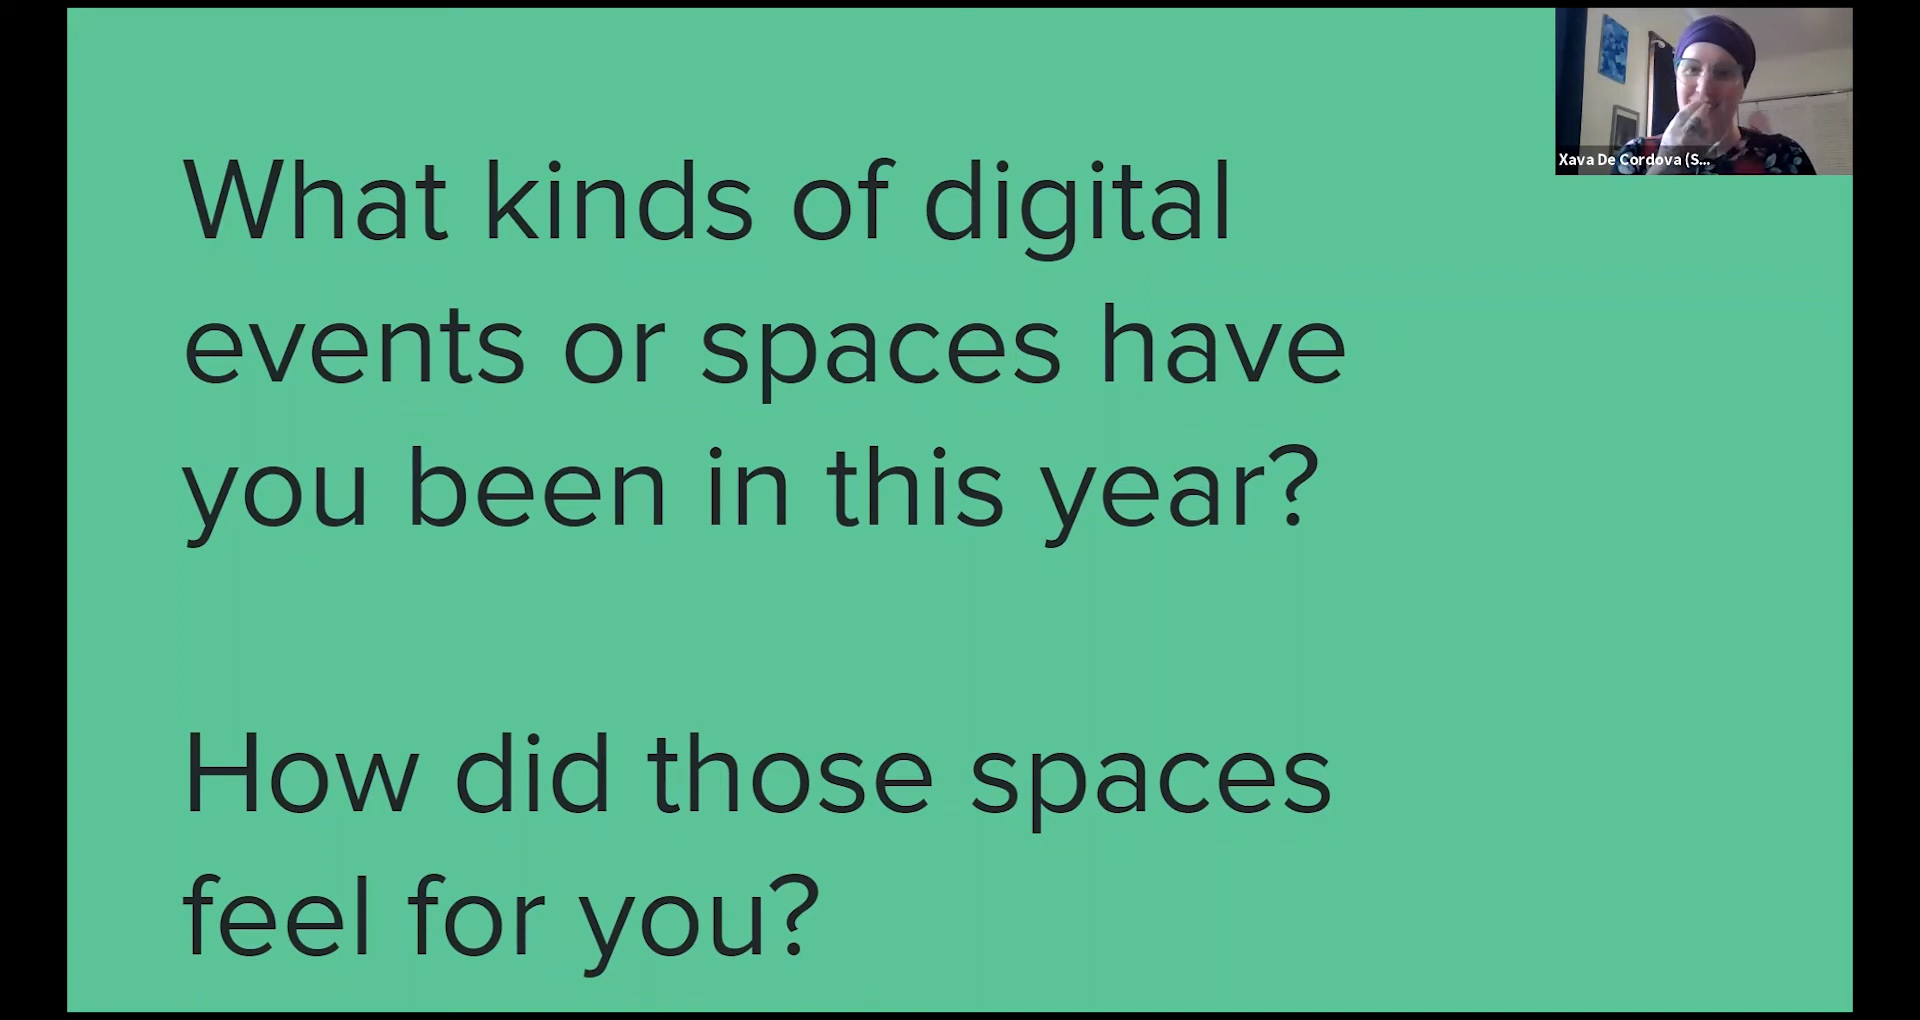 What kinds of digital
events or spaces have
you been in this year?
How did those spaces
feel for you?
Xava De Cordova (S...